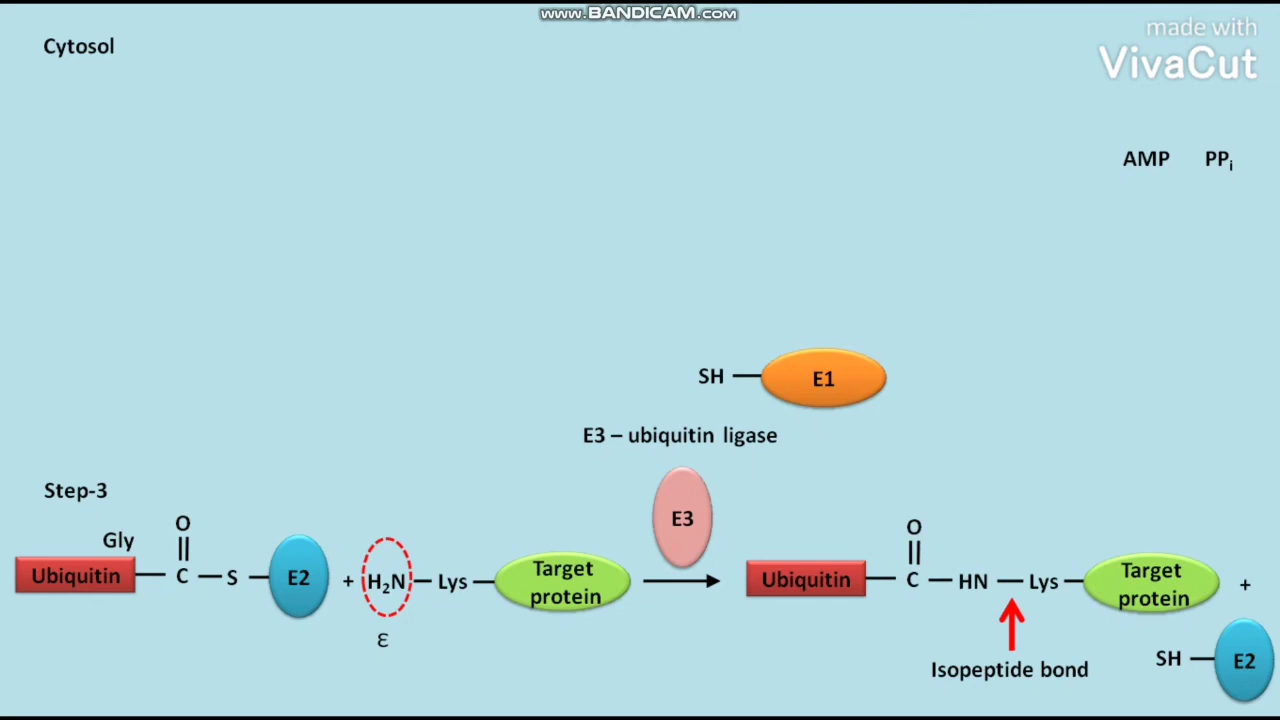 www.BANDICAM.com
made with
VivaCut
Cytosol
AMP PPi
SH E1
E3 – ubiquitin ligase
Step-3
E3
Gly
O
O
Ubiquitin C S E2 + H2N Lys Target protein
Ubiquitin C HN Lys Target protein +
ε
Isopeptide bond
SH E2